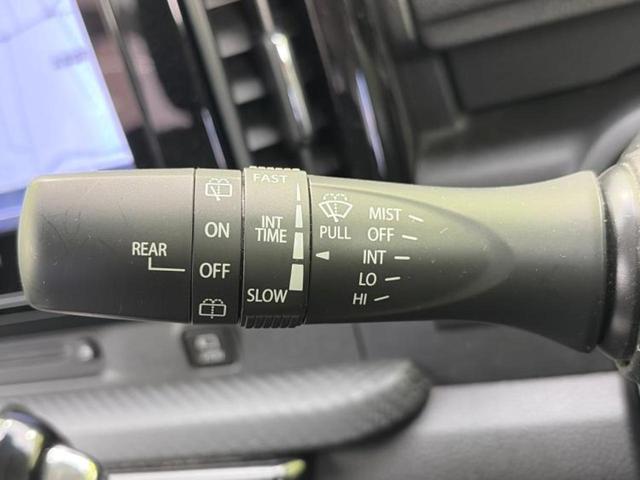 REAR
ON
OFF
FAST
INT
TIME
SLOW
PULL
MIST
OFF
INT
LO
HI